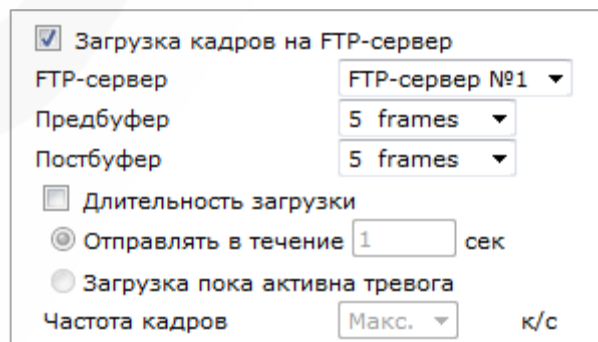 Загрузка кадров на FTP-сервер
FTP-сервер FTP-сервер №1
Предбуфер 5 frames
Постбуфер 5 frames
Длительность загрузки
Отправлять в течение 1 сек
Загрузка пока активна тревога
Частота кадров Макс. к/с